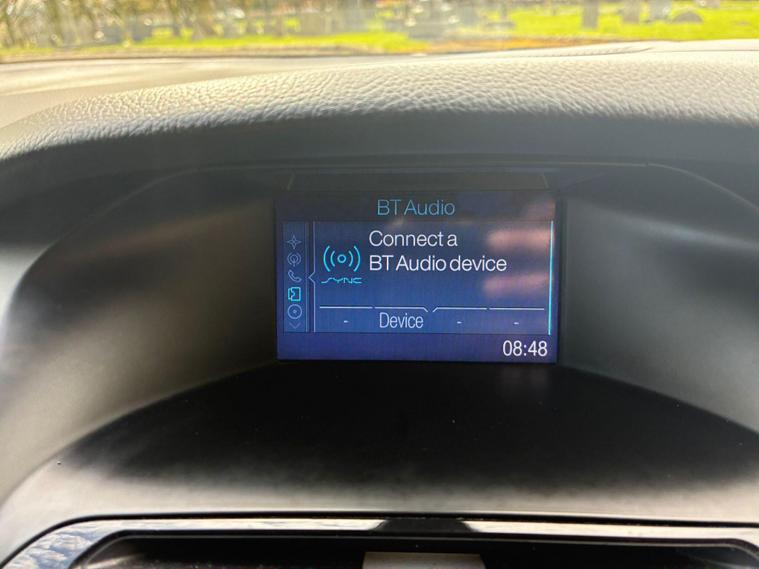 BT Audio
Connect a
BT Audio device
SYNC
- Device - -
08:48